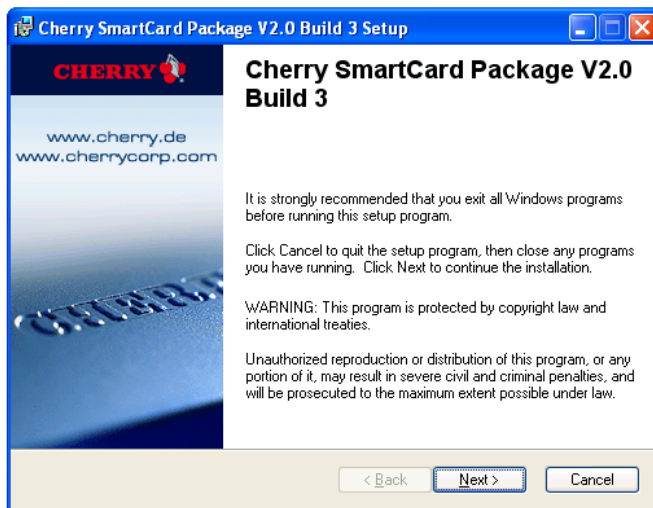 Cherry SmartCard Package V2.0 Build 3 Setup
CHERRY
www.cherry.de
www.cherrycorp.com
CHERRY
Cherry SmartCard Package V2.0
Build 3
It is strongly recommended that you exit all Windows programs
before running this setup program.
Click Cancel to quit the setup program, then close any programs
you have running. Click Next to continue the installation.
WARNING: This program is protected by copyright law and
international treaties.
Unauthorized reproduction or distribution of this program, or any
portion of it, may result in severe civil and criminal penalties, and
will be prosecuted to the maximum extent possible under law.
< Back
Next >
Cancel